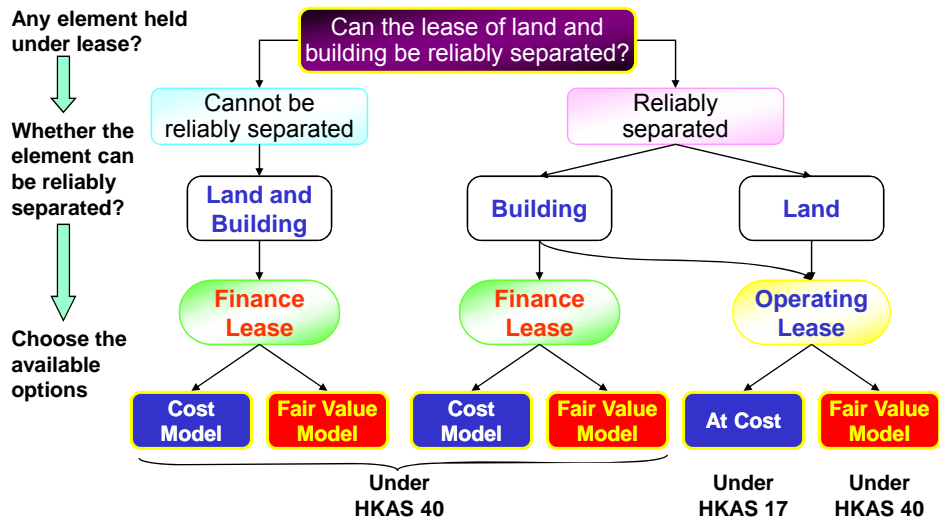 Any element held
under lease?
Can the lease of land and
building be reliably separated?
Cannot be
reliably separated
Reliably
separated
Whether the
element can
be reliably
separated?
Land and
Building
Building
Land
Finance
Lease
Finance
Lease
Operating
Lease
Choose the
available
options
Cost
Model
Fair Value
Model
Cost
Model
Fair Value
Model
At Cost
Fair Value
Model
Under
HKAS 40
Under
HKAS 17
Under
HKAS 40